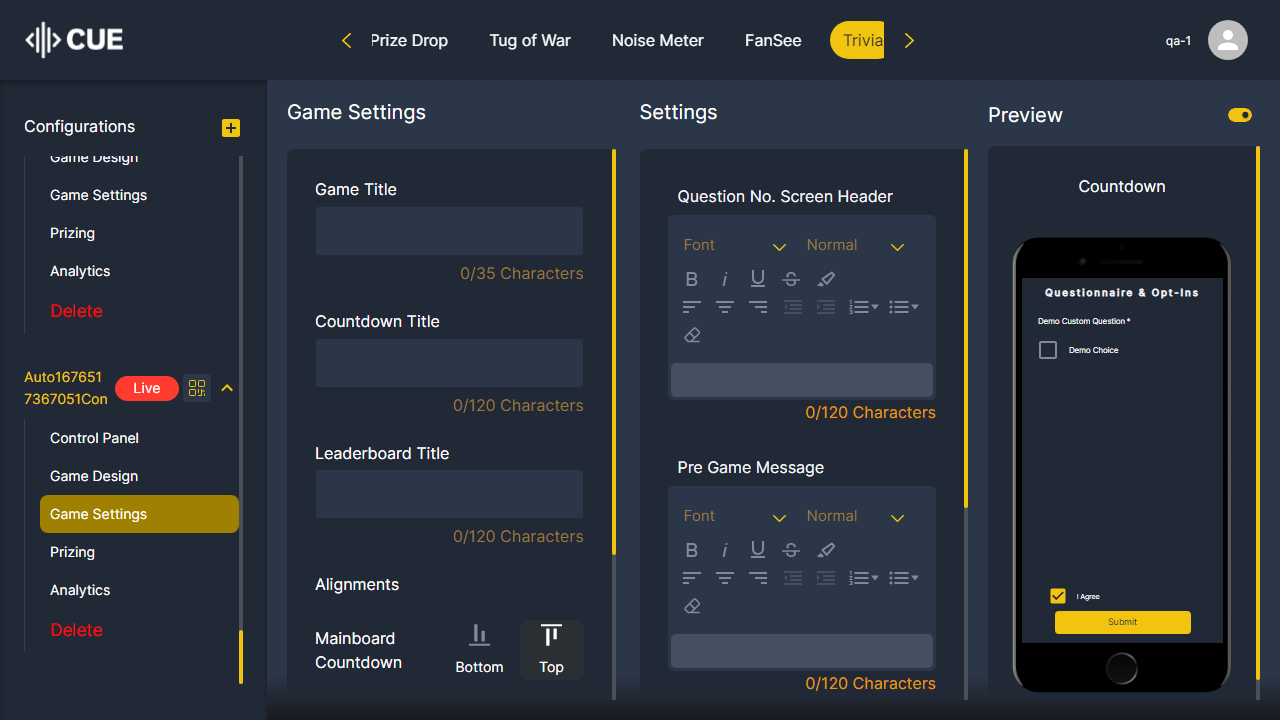 CUE
Prize Drop
Tug of War
Noise Meter
FanSee
Trivia
qa-1
Configurations
Game Design
Game Settings
Prizing
Analytics
Delete
Auto167651
7367051Con
Live
Control Panel
Game Design
Game Settings
Prizing
Analytics
Delete
Game Settings
Game Title
0/35 Characters
Countdown Title
0/120 Characters
Leaderboard Title
0/120 Characters
Alignments
Mainboard
Countdown
Bottom
Top
Settings
Question No. Screen Header
Font
Normal
0/120 Characters
Pre Game Message
Font
Normal
0/120 Characters
Preview
Countdown
Questionnaire & Opt-Ins
Demo Custom Question *
Demo Choice
I Agree
Submit